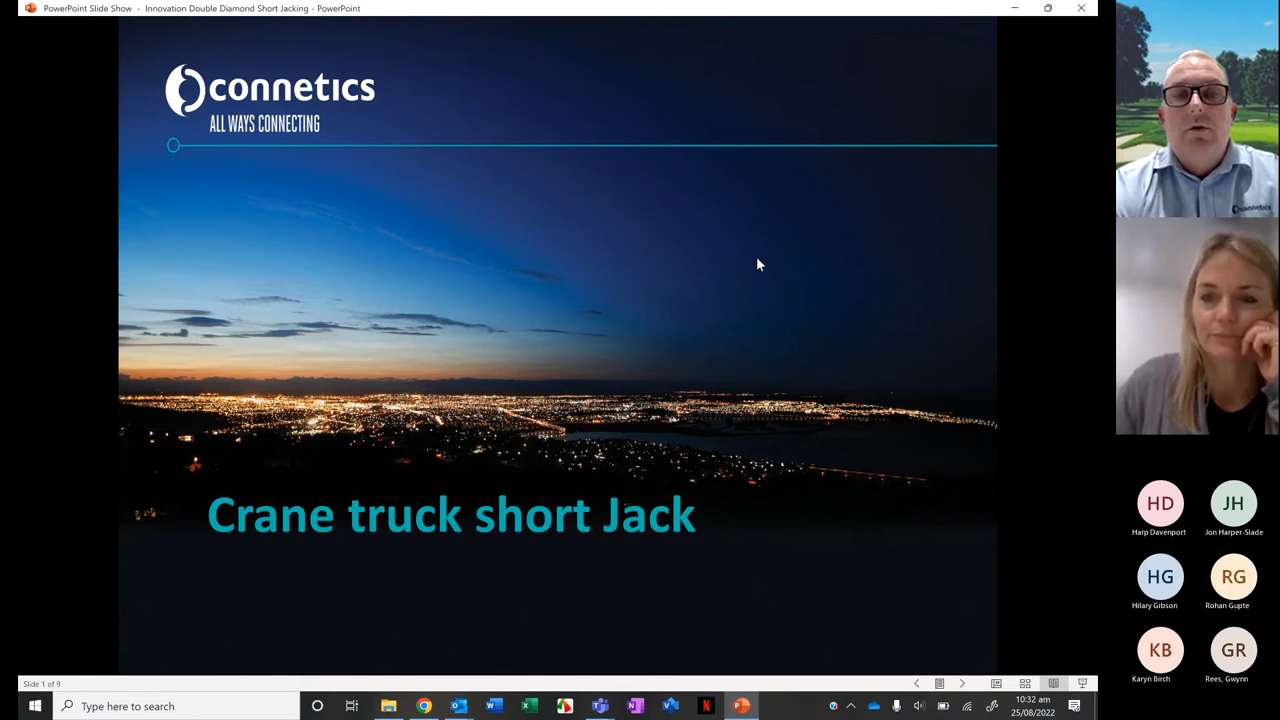 PowerPoint Slide Show - Innovation Double Diamond Short Jacking - PowerPoint
connetics
ALL WAYS CONNECTING
Crane truck short Jack
connetics
HD
JH
Harp Davenport
Jon Harper-Slade
HG
RG
Hilary Gibson
Rohan Gupte
KB
GR
Karyn Birch
Rees, Gwynn
Slide 1 of 9
Type here to search
10:32 am
25/08/2022